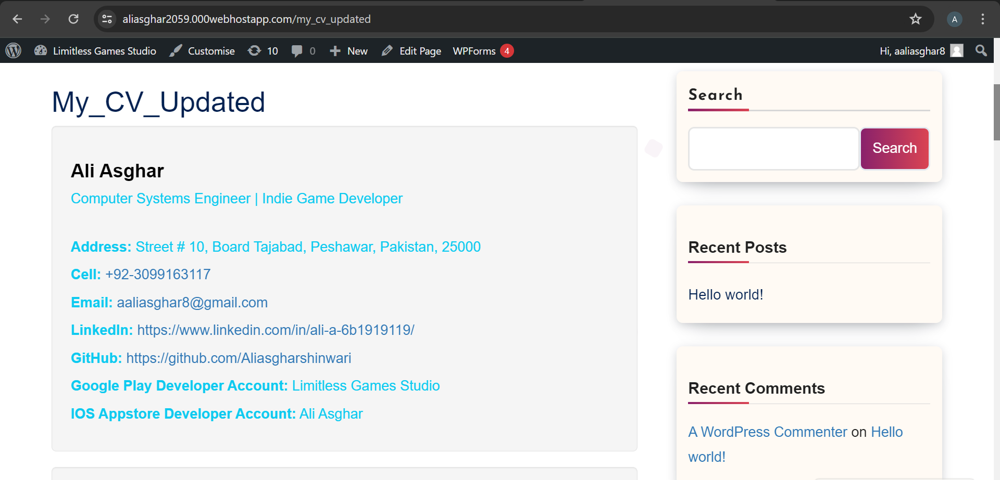 aliasghar2059.000webhostapp.com/my_cv_updated
A
Limitless Games Studio
Customise
10
0
New
Edit Page
WPForms 4
Hi, aaliasghar8
My_CV_Updated
Ali Asghar
Computer Systems Engineer | Indie Game Developer
Address: Street # 10, Board Tajabad, Peshawar, Pakistan, 25000
Cell: +92-3099163117
Email: aaliasghar8@gmail.com
LinkedIn: https://www.linkedin.com/in/ali-a-6b1919119/
GitHub: https://github.com/Aliasgharshinwari
Google Play Developer Account: Limitless Games Studio
IOS Appstore Developer Account: Ali Asghar
Search
Search
Recent Posts
Hello world!
Recent Comments
A WordPress Commenter on Hello
world!